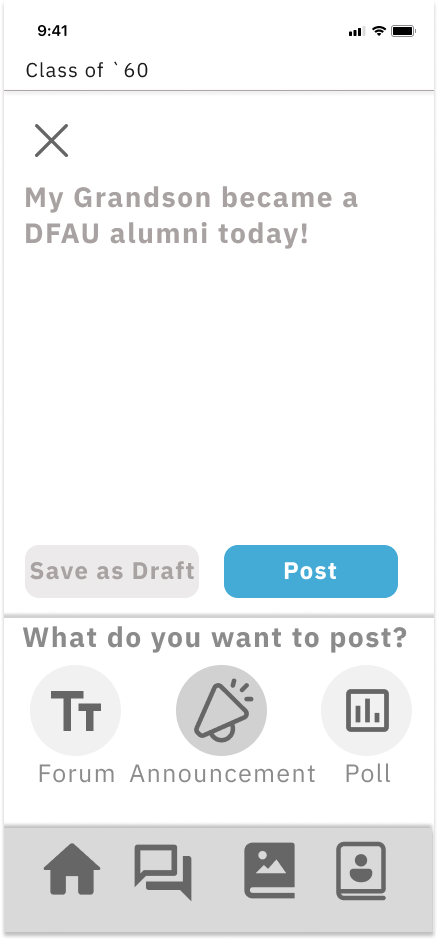 9:41
Class of `60
My Grandson became a
DFAU alumni today!
Save as Draft Post
What do you want to post?
TT
Forum Announcement Poll